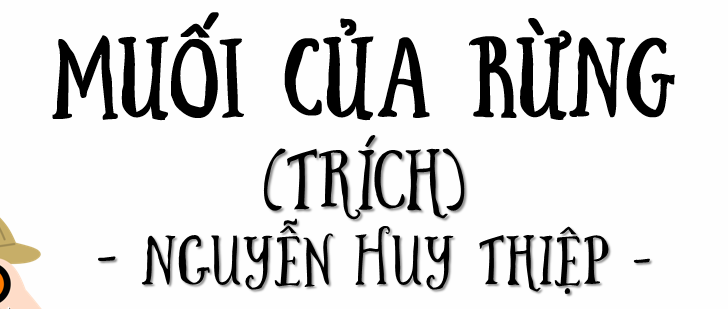 MUỐI CỦA RỪNG
(TRÍCH)
- NGUYỄN HUY THIỆP -